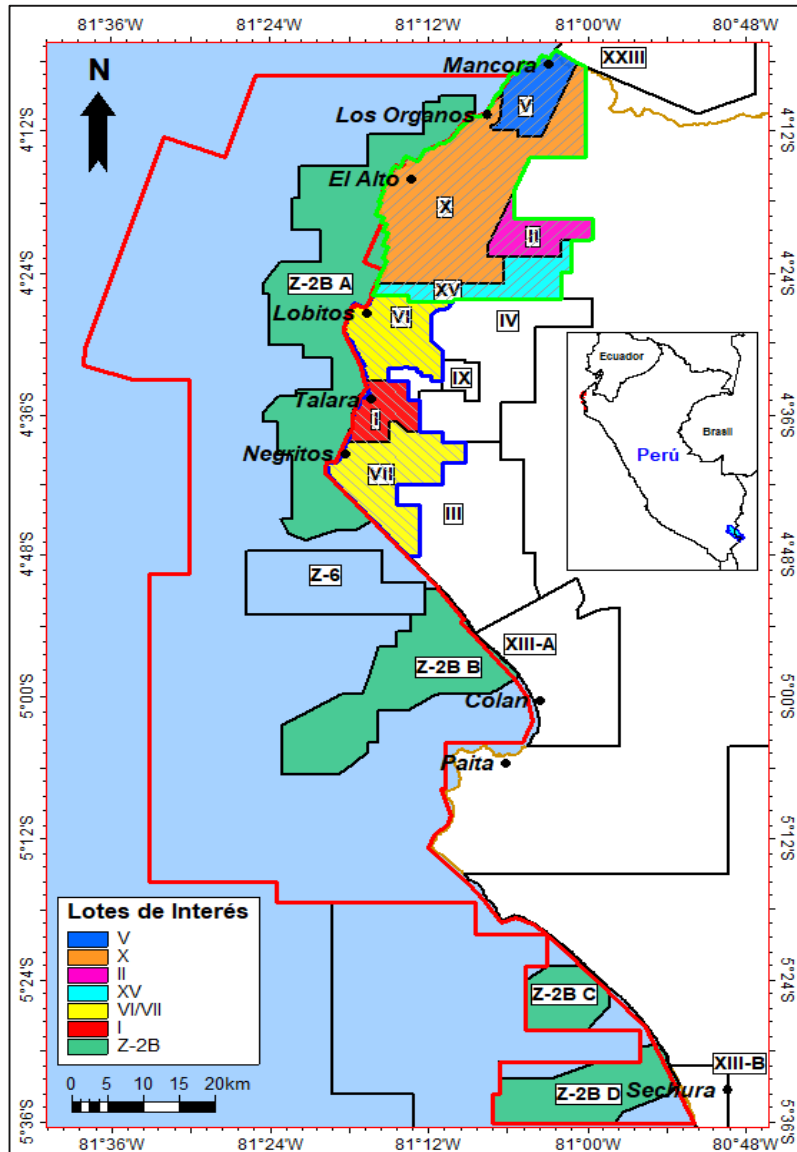 81°36'W 81°24'W 81°12'W 81°00'W 80°48'W
N
Mancora
XXIII
V
4°12'S 4°12'S
Los Organos
El Alto
X
II
4°24'S 4°24'S
Z-2B A
XV
Lobitos
VI
IV
Ecuador
IX
Brasil
Talara
4°36'S 4°36'S
I
Negritos
Perú
VII
III
4°48'S 4°48'S
Z-6
XIII-A
Z-2B B
5°00'S 5°00'S
Colan
Paita
5°12'S 5°12'S
Lotes de Interés
V
X
II
XV
VI/VII
I
Z-2B
5°24'S 5°24'S
Z-2B C
XIII-B
0 5 10 20km
Z-2B D
Sechura
5°36'S 5°36'S
81°36'W 81°24'W 81°12'W 81°00'W 80°48'W